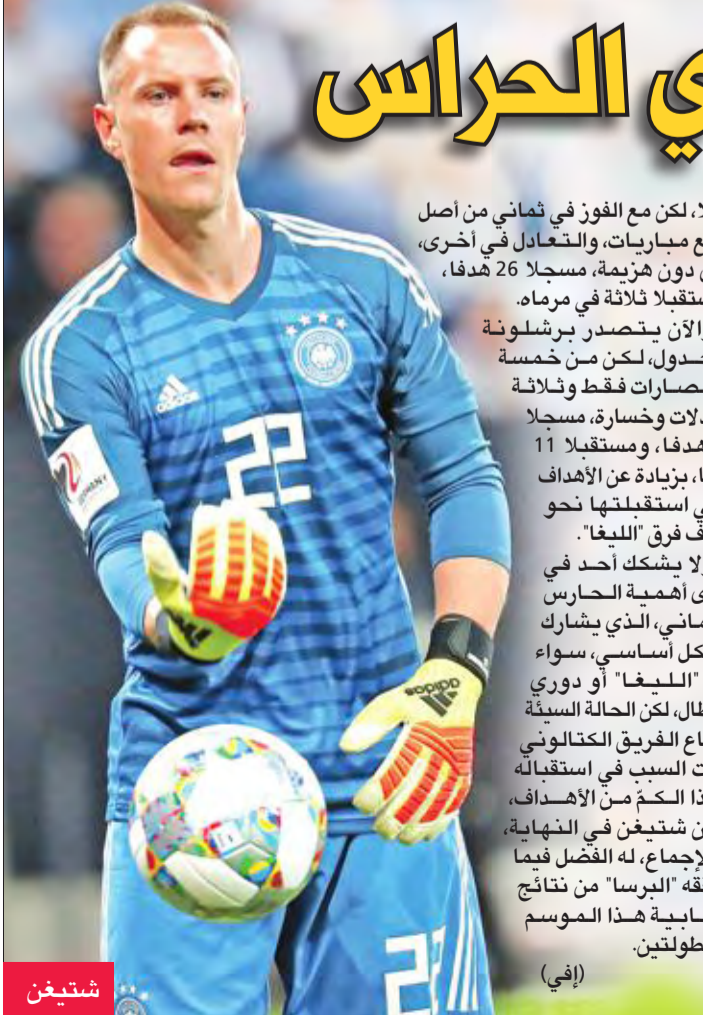 ي الحراس
لا، لكن مع الفوز في ثماني من أصل
ع مباريات، والتعادل في أخرى،
دون هزيمة، مسجلا 26 هدفا،
ستقبلا ثلاثة في مرماه.
والآن يتصدر برشلونة
جدول، لكن من خمسة
تصارات فقط وثلاثة
دلات وخسارة، مسجلا
هدفا، ومستقبلا 11
ا، بزيادة عن الأهداف
ي استقبلتها نحو
ف فرق "الليغا".
ولا يشكك أحد في
ى أهمية الحارس
ماني، الذي يشارك
كل أساسي، سواء
"الليغا" أو دوري
طال، لكن الحالة السيئة
اع الفريق الكتالوني
ت السبب في استقباله
ذا الكمّ من الأهداف،
ن شتيغن في النهاية،
لإجماع، له الفضل فيما
قه "البرسا" من نتائج
ابية هذا الموسم
طولتين.
(إفي)
adidas
22
GERMANY
adidas
22
شتيغن